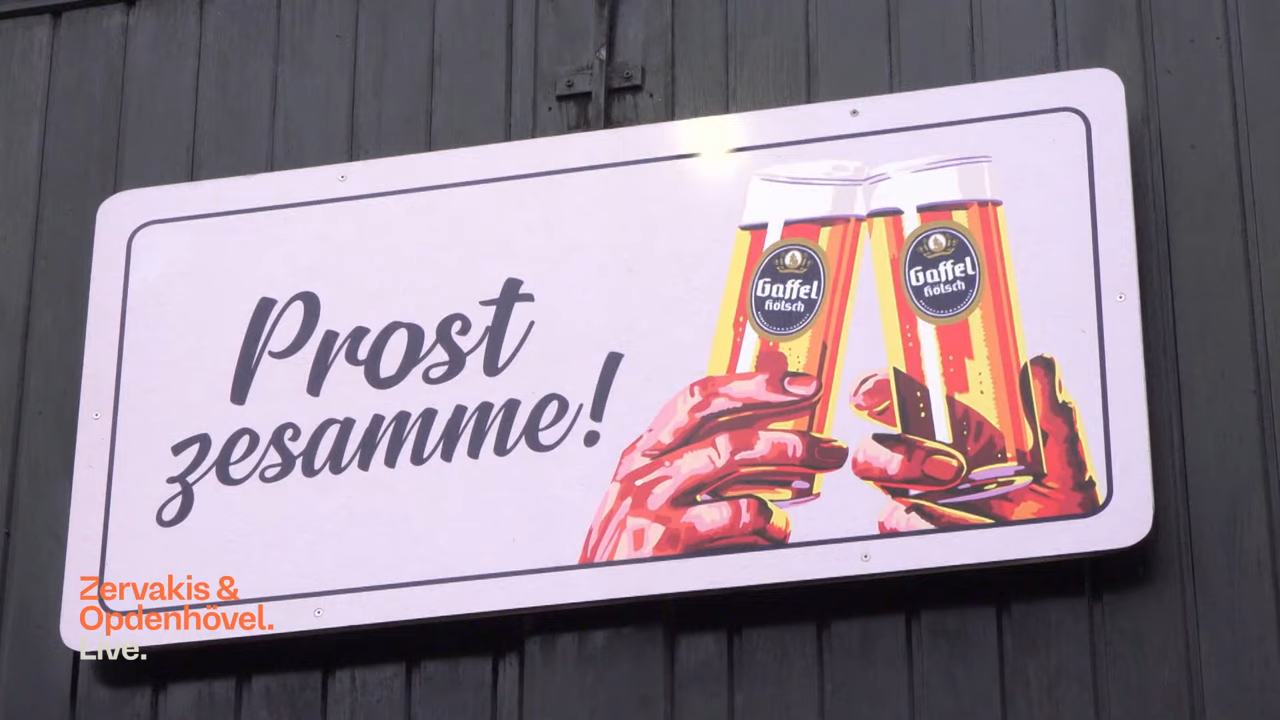 Prost
zesamme!
Gaffel
Kölsch
Gaffel
Kölsch
Zervakis &
Opdenhövel.
Live.